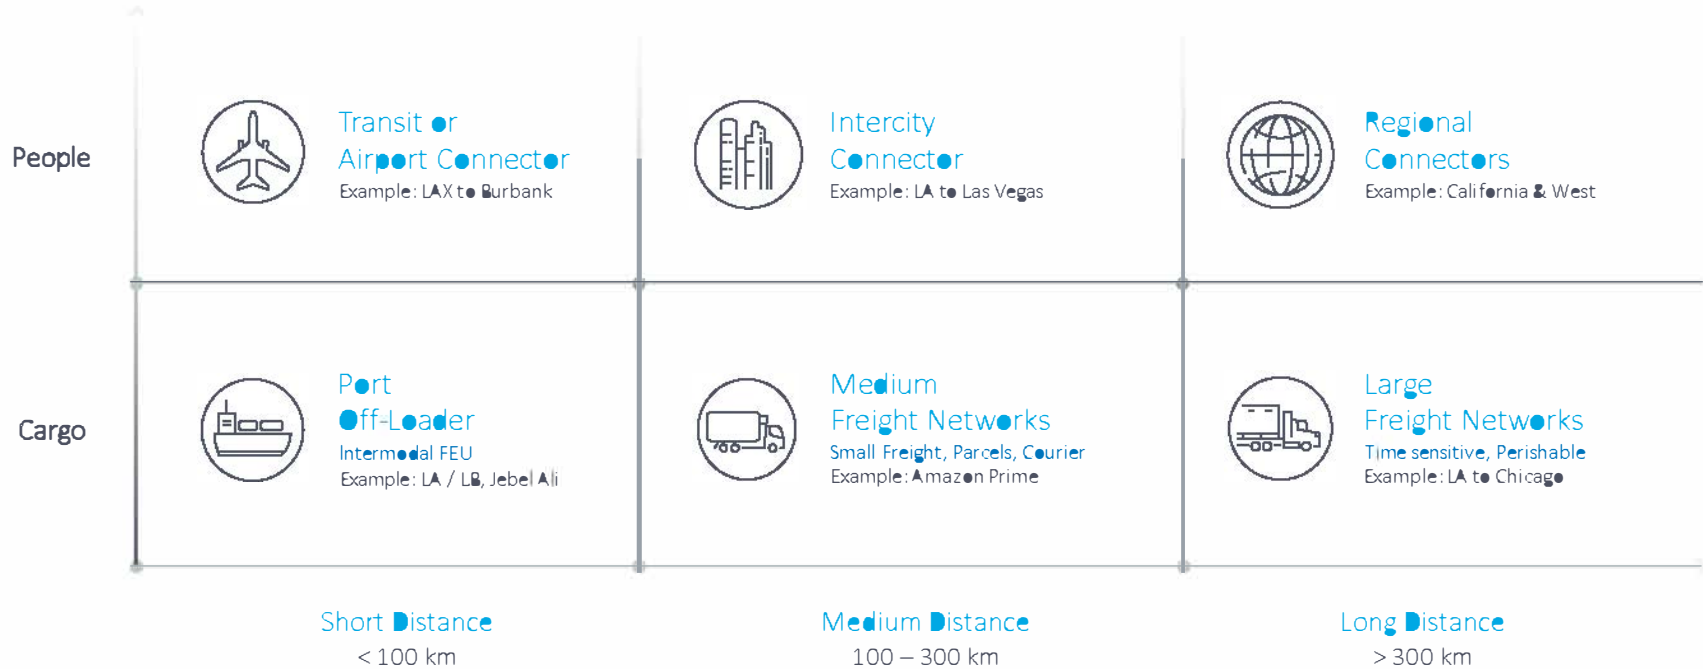 People
Transit or
Airport Connector
Example: LAX to Burbank
Intercity
Connector
Example: LA to Las Vegas
Regional
Connectors
Example: California & West
Cargo
Port
Off-Loader
Intermodal FEU
Example: LA / LB, Jebel Ali
Medium
Freight Networks
Small Freight, Parcels, Courier
Example: Amazon Prime
Large
Freight Networks
Time sensitive, Perishable
Example: LA to Chicago
Short Distance
< 100 km
Medium Distance
100 – 300 km
Long Distance
> 300 km